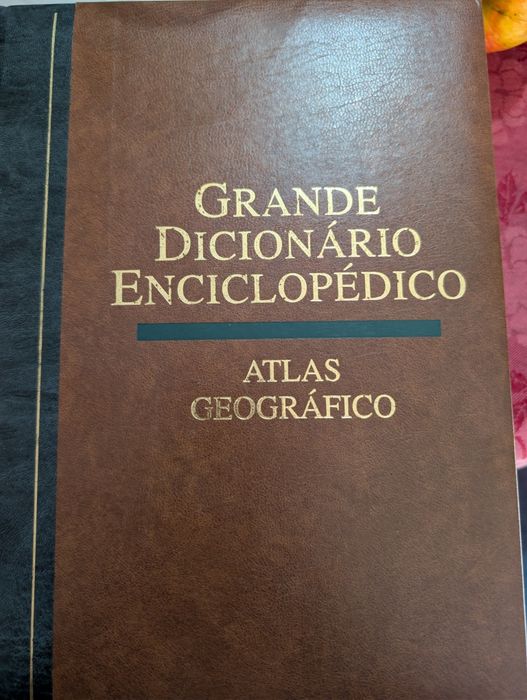 GRANDE
DICIONÁRIO
ENCICLOPÉDICO
ATLAS
GEOGRÁFICO